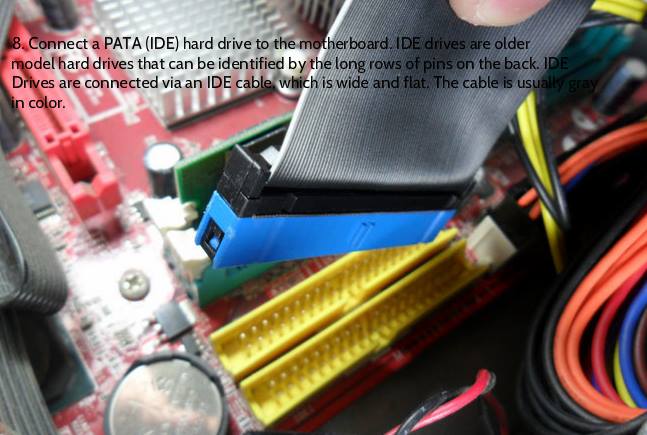 8. Connect a PATA (IDE) hard drive to the motherboard. IDE drives are older
model hard drives that can be identified by the long rows of pins on the back. IDE
Drives are connected via an IDE cable, which is wide and flat. The cable is usually gray
in color.